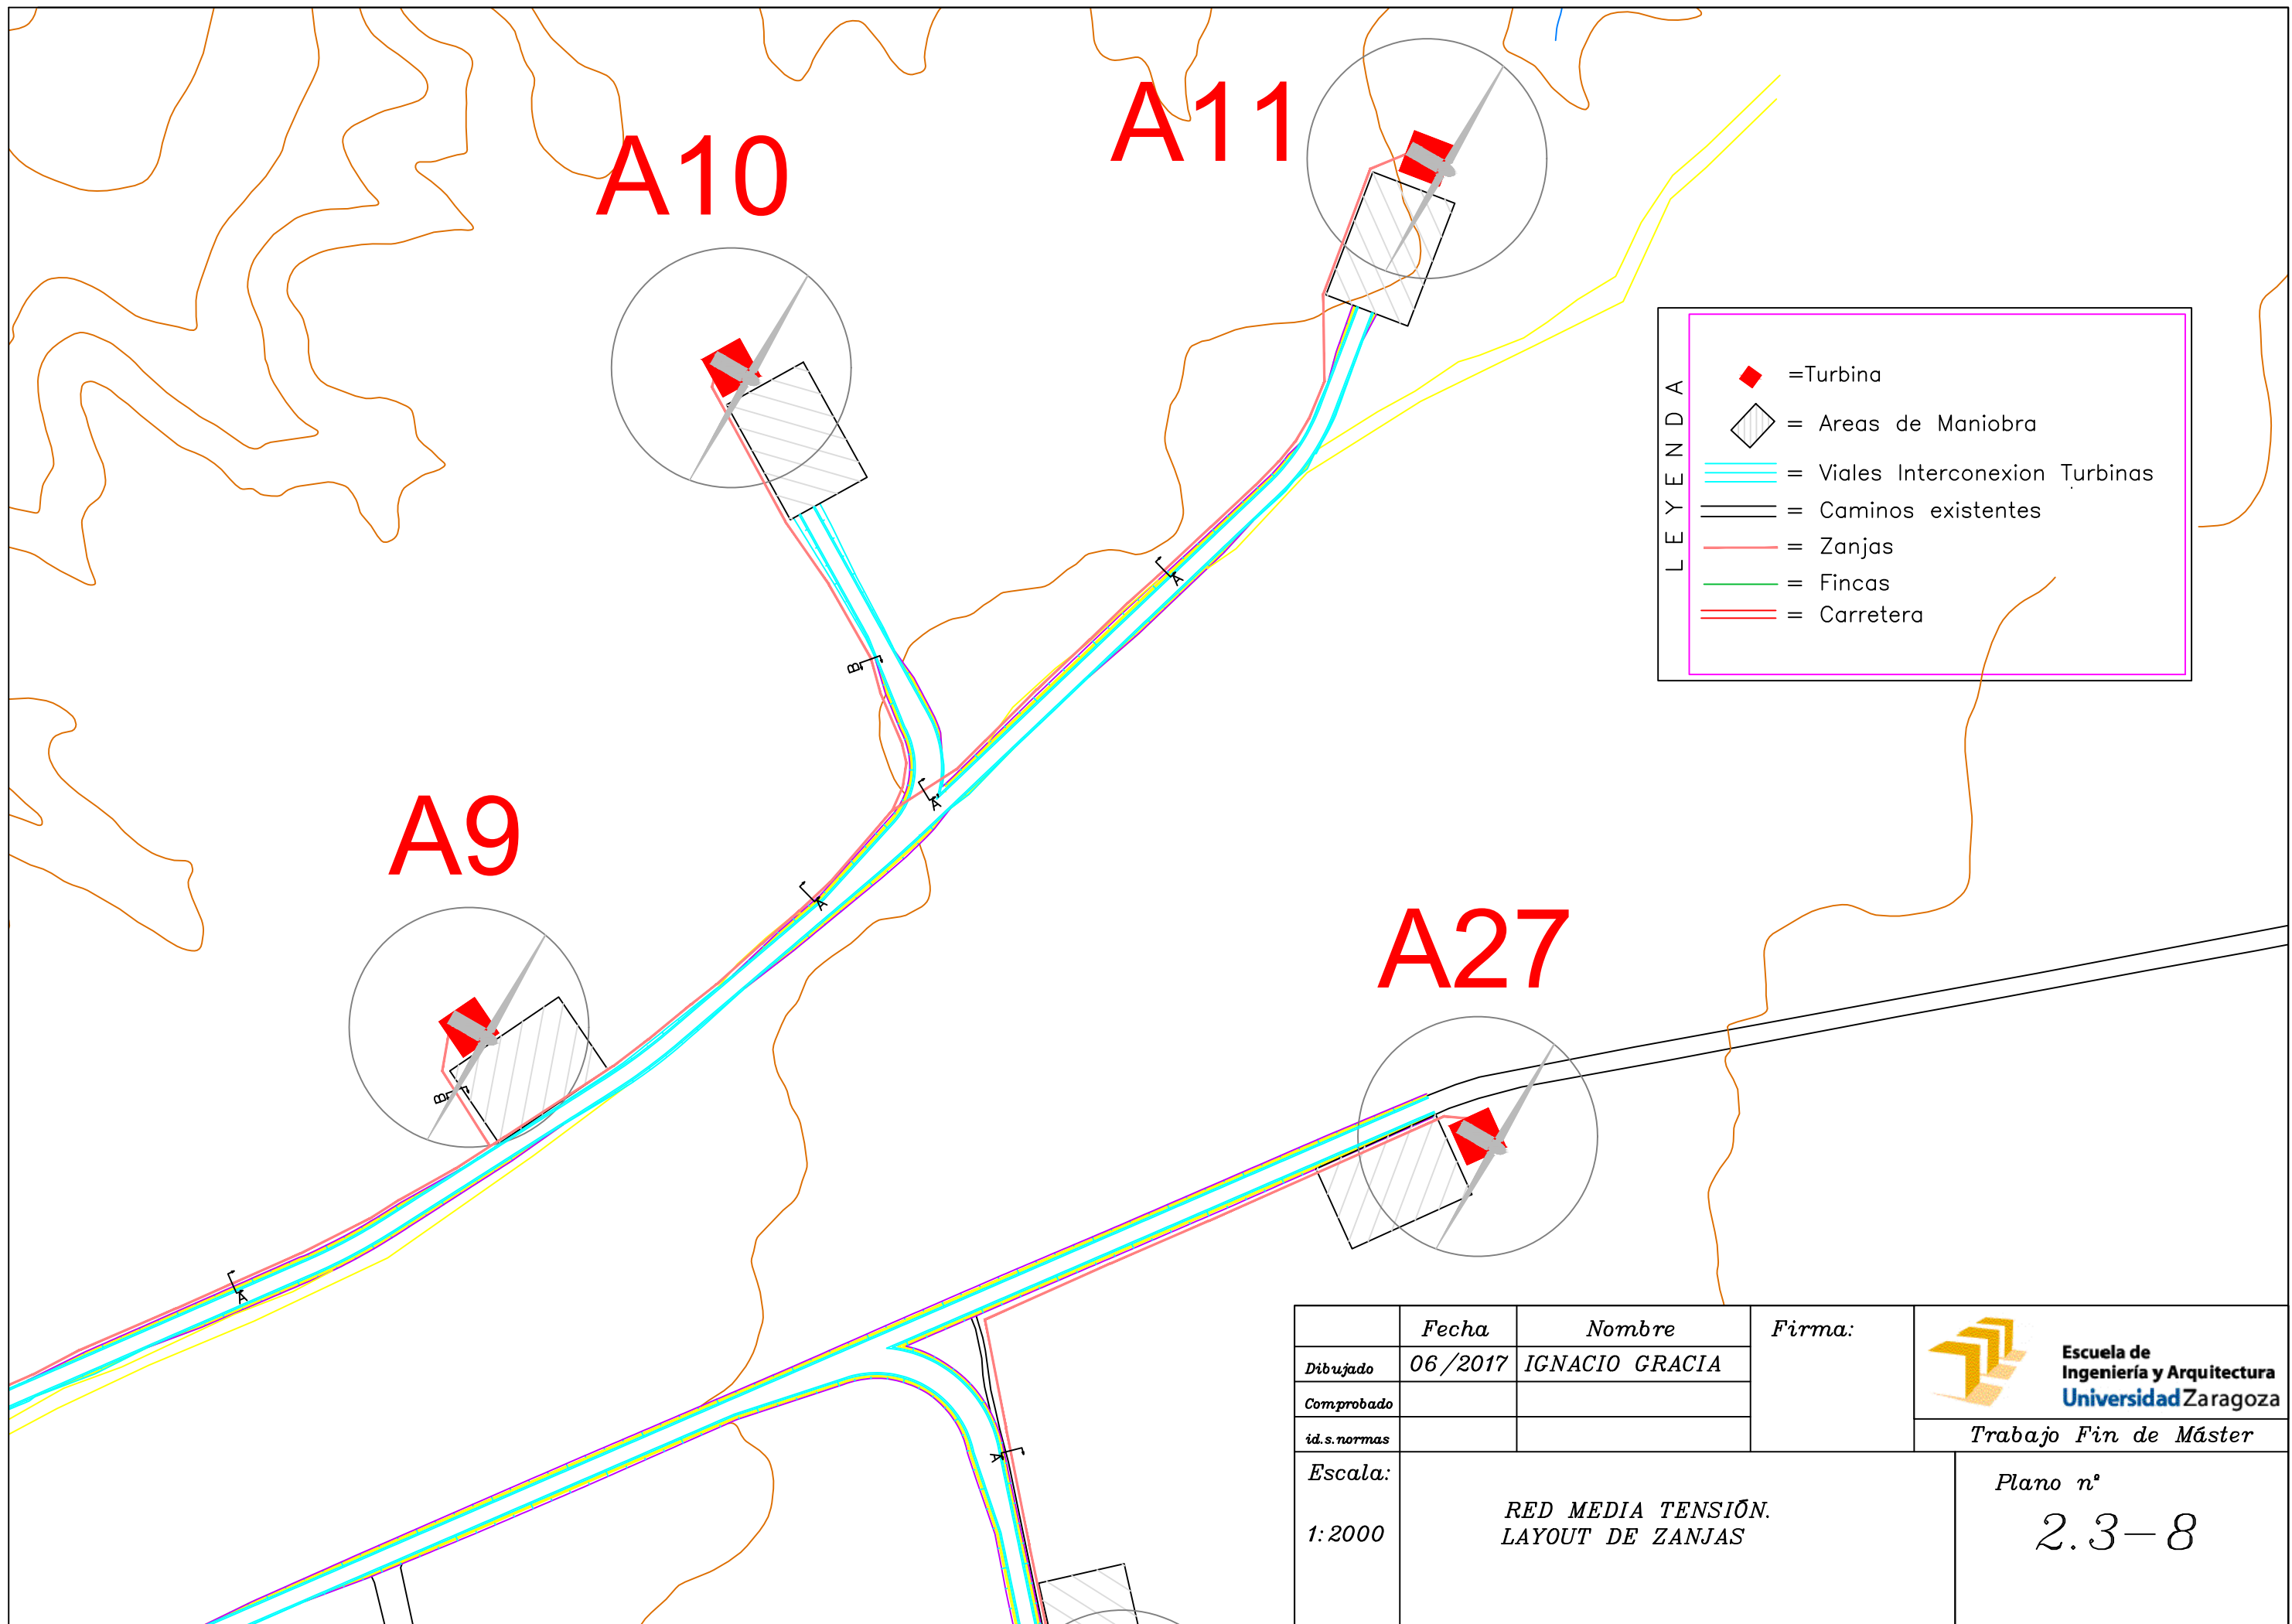 A10
A11
A9
A27
B
A
A'
A
B
A
A
LEYENDA
=Turbina
= Areas de Maniobra
= Viales Interconexion Turbinas
= Caminos existentes
= Zanjas
= Fincas
= Carretera
Fecha
Nombre
Firma:
Dibujado
06/2017
IGNACIO GRACIA
Comprobado
id.s.normas
Escuela de
Ingeniería y Arquitectura
Universidad Zaragoza
Trabajo Fin de Máster
Escala:
1:2000
RED MEDIA TENSIÓN.
LAYOUT DE ZANJAS
Plano nº
2.3-8